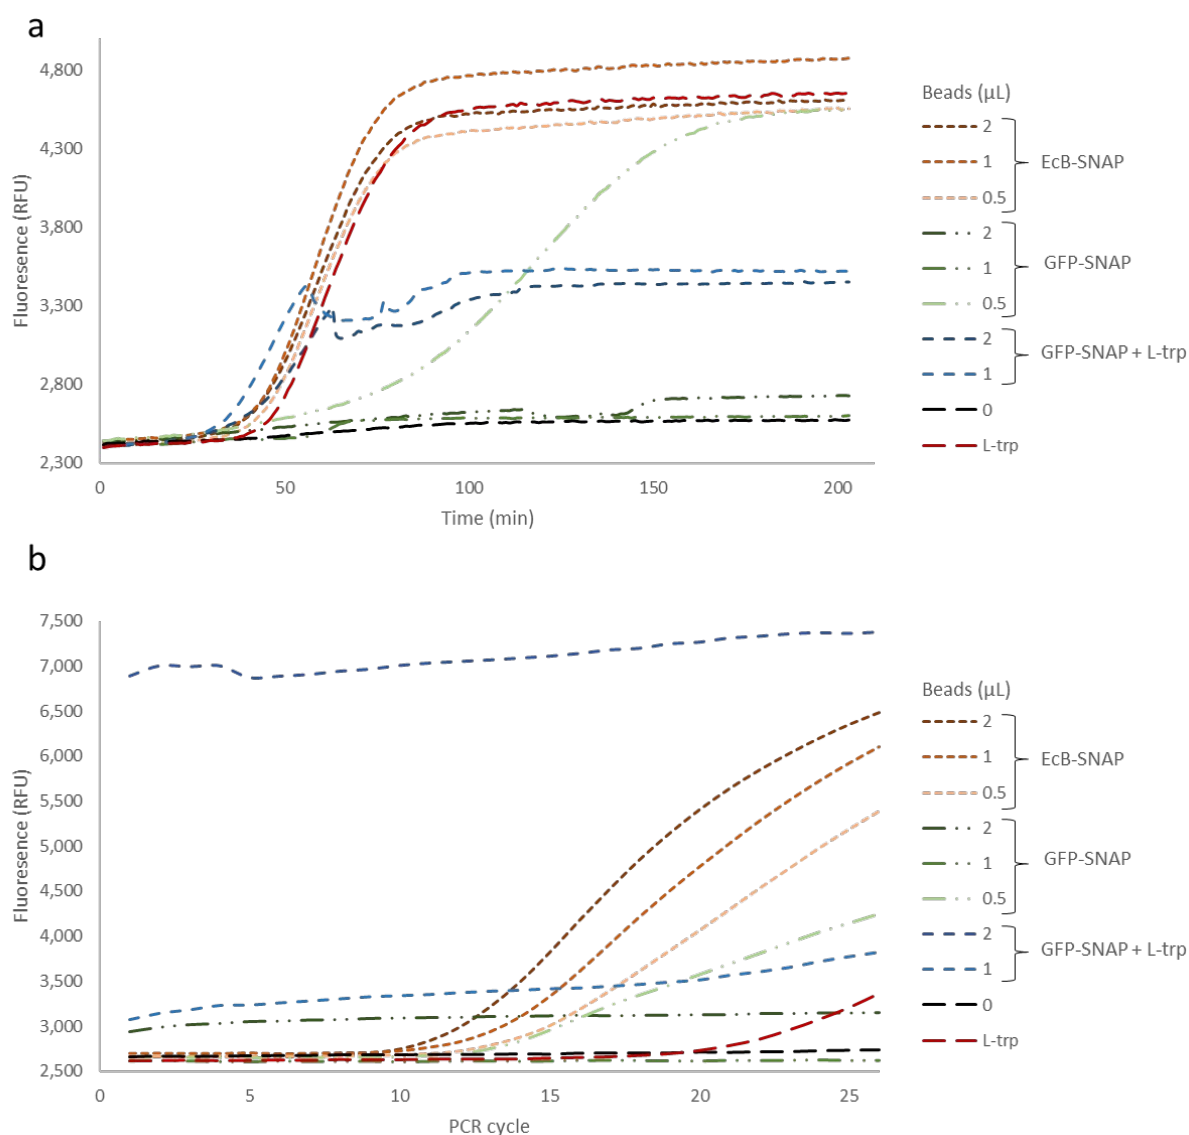 a
4,800
4,300
3,800
3,300
2,800
2,300
Fluoresence (RFU)
0 50 100 150 200
Time (min)
Beads (µL)
2
1 EcB-SNAP
0.5
2
1 GFP-SNAP
0.5
2
GFP-SNAP + L-trp
1
0
L-trp
b
7,500
7,000
6,500
6,000
5,500
5,000
4,500
4,000
3,500
3,000
2,500
Fluoresence (RFU)
0 5 10 15 20 25
PCR cycle
Beads (µL)
2
1 EcB-SNAP
0.5
2
1 GFP-SNAP
0.5
2
GFP-SNAP + L-trp
1
0
L-trp